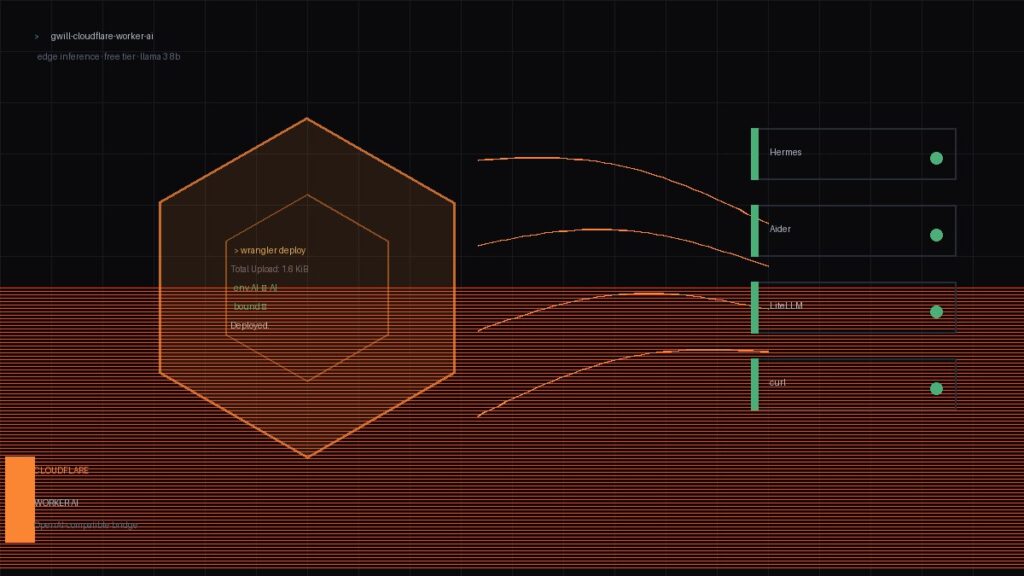 > gwill-cloudflare-worker-ai
edge inference · free tier · llama 3 8b
> wrangler deploy
Total Upload: 1.6 KiB
env.AI AI
bound
Deployed.
Hermes
Aider
LiteLLM
curl
CLOUDFLARE
WORKER AI
OpenAI-compatible bridge